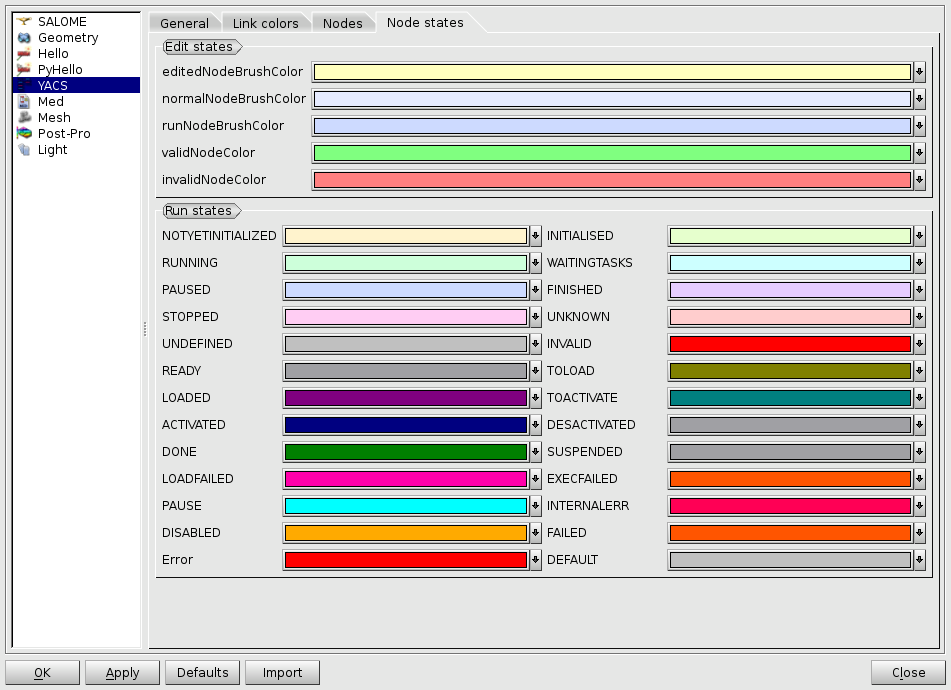 SALOME
Geometry
Hello
PyHello
YACS
Med
Mesh
Post-Pro
Light
General Link colors Nodes Node states
Edit states
editedNodeBrushColor
normalNodeBrushColor
runNodeBrushColor
validNodeColor
invalidNodeColor
Run states
NOTYETINITIALIZED INITIALISED
RUNNING WAITINGTASKS
PAUSED FINISHED
STOPPED UNKNOWN
UNDEFINED INVALID
READY TOLOAD
LOADED TOACTIVATE
ACTIVATED DESACTIVATED
DONE SUSPENDED
LOADFAILED EXECFAILED
PAUSE INTERNALERR
DISABLED FAILED
Error DEFAULT
OK Apply Defaults Import Close